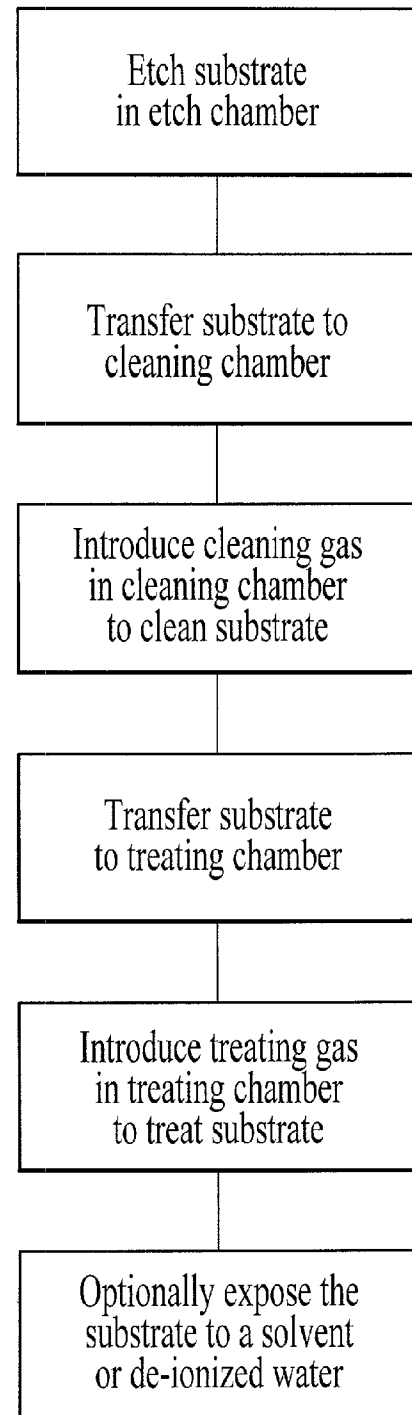 Etch substrate
in etch chamber
Transfer substrate to
cleaning chamber
Introduce cleaning gas
in cleaning chamber
to clean substrate
Transfer substrate
to treating chamber
Introduce treating gas
in treating chamber
to treat substrate
Optionally expose the
substrate to a solvent
or de-ionized water